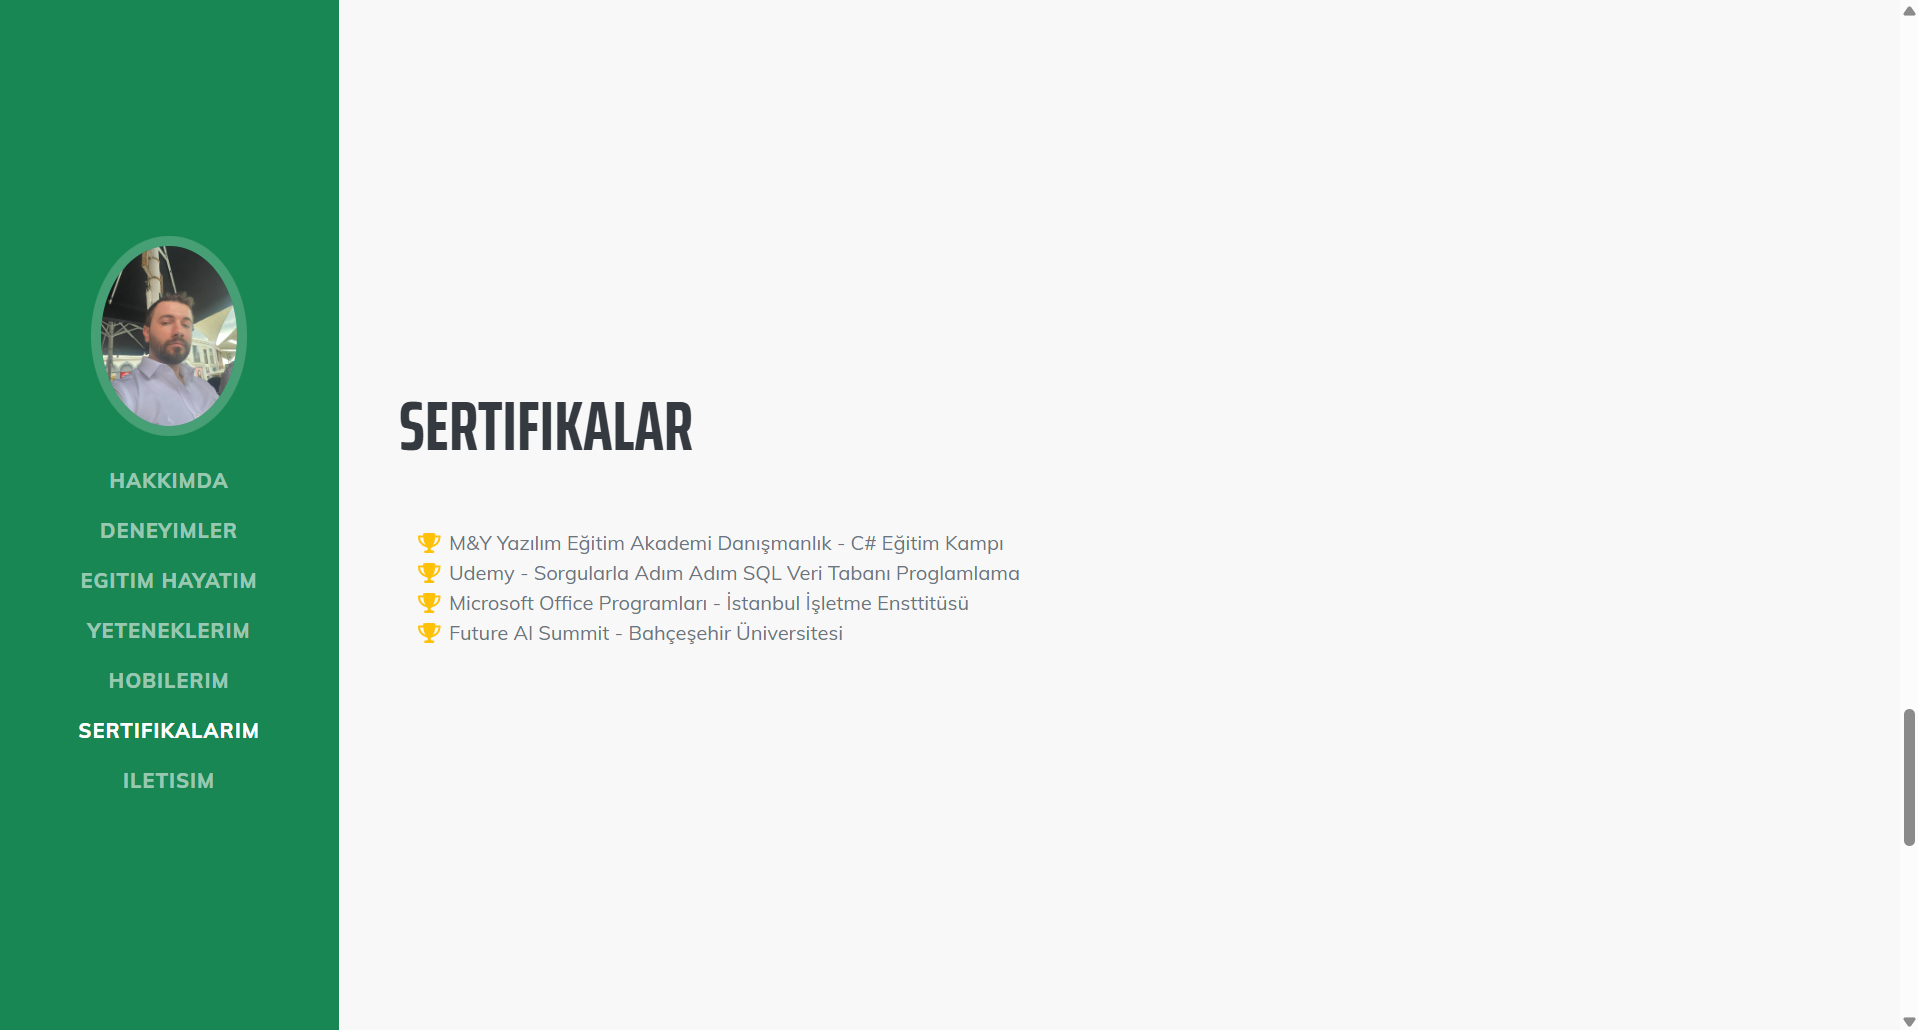 HAKKIMDA
DENEYIMLER
EGITIM HAYATIM
YETENEKLERIM
HOBILERIM
SERTIFIKALARIM
ILETISIM
SERTIFIKALAR
M&Y Yazılım Eğitim Akademi Danışmanlık - C# Eğitim Kampı
Udemy - Sorgularla Adım Adım SQL Veri Tabanı Proglamlama
Microsoft Office Programları - İstanbul İşletme Ensttitüsü
Future AI Summit - Bahçeşehir Üniversitesi